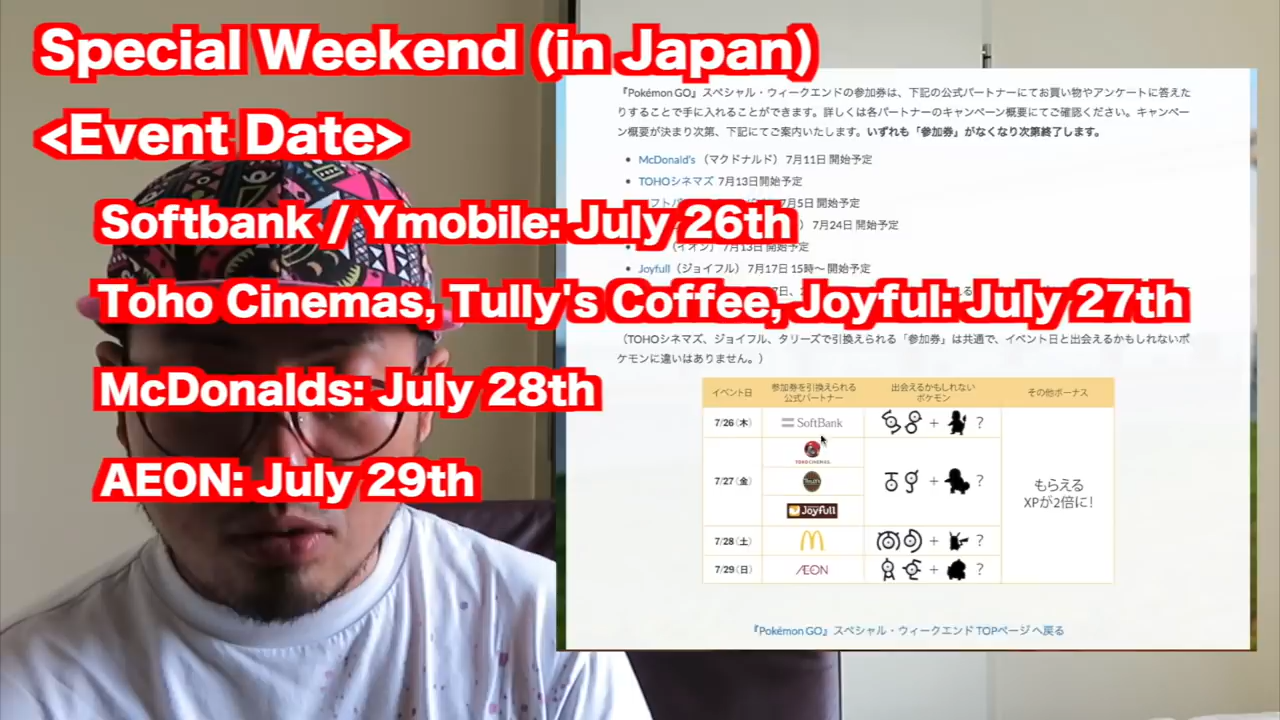 Special Weekend (in Japan)
<Event Date>
Softbank / Ymobile: July 26th
Toho Cinemas, Tully's Coffee, Joyful: July 27th
McDonalds: July 28th
AEON: July 29th
『Pokémon GO』スペシャル・ウィークエンドの参加券は、下記の公式パートナーにてお買い物やアンケートに答えた
りすることで手に入れることができます。詳しくは各パートナーのキャンペーン概要にてご確認ください。キャンペー
ン概要が決まり次第、下記にてご案内いたします。いずれも「参加券」がなくなり次第終了します。
McDonald's （マクドナルド） 7月11日 開始予定
TOHOシネマズ 7月13日開始予定
7月5日 開始予定
7月24日 開始予定
（イオン） 7月13日 開始予定
Joyfull（ジョイフル） 7月17日 15時～ 開始予定
（TOHOシネマズ、ジョイフル、タリーズで引換えられる「参加券」は共通で、イベント日と出会えるかもしれないポ
ケモンに違いはありません。）
イベント日 参加券を引換えられる 出会えるかもしれない その他ボーナス
公式パートナー ポケモン
7/26 (木) SoftBank + ?
TOHO CINEMAS
7/27 (金) + ?
Joyfull
もらえる
XPが2倍に!
7/28 (土) + ?
7/29 (日) ÆON + ?
『Pokémon GO』スペシャル・ウィークエンド TOPページ へ戻る